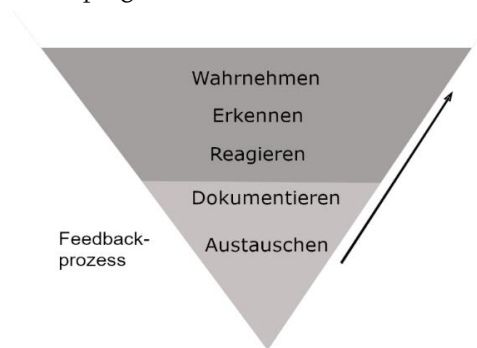 Wahrnehmen
Erkennen
Reagieren
Dokumentieren
Austauschen
Feedback-
prozess